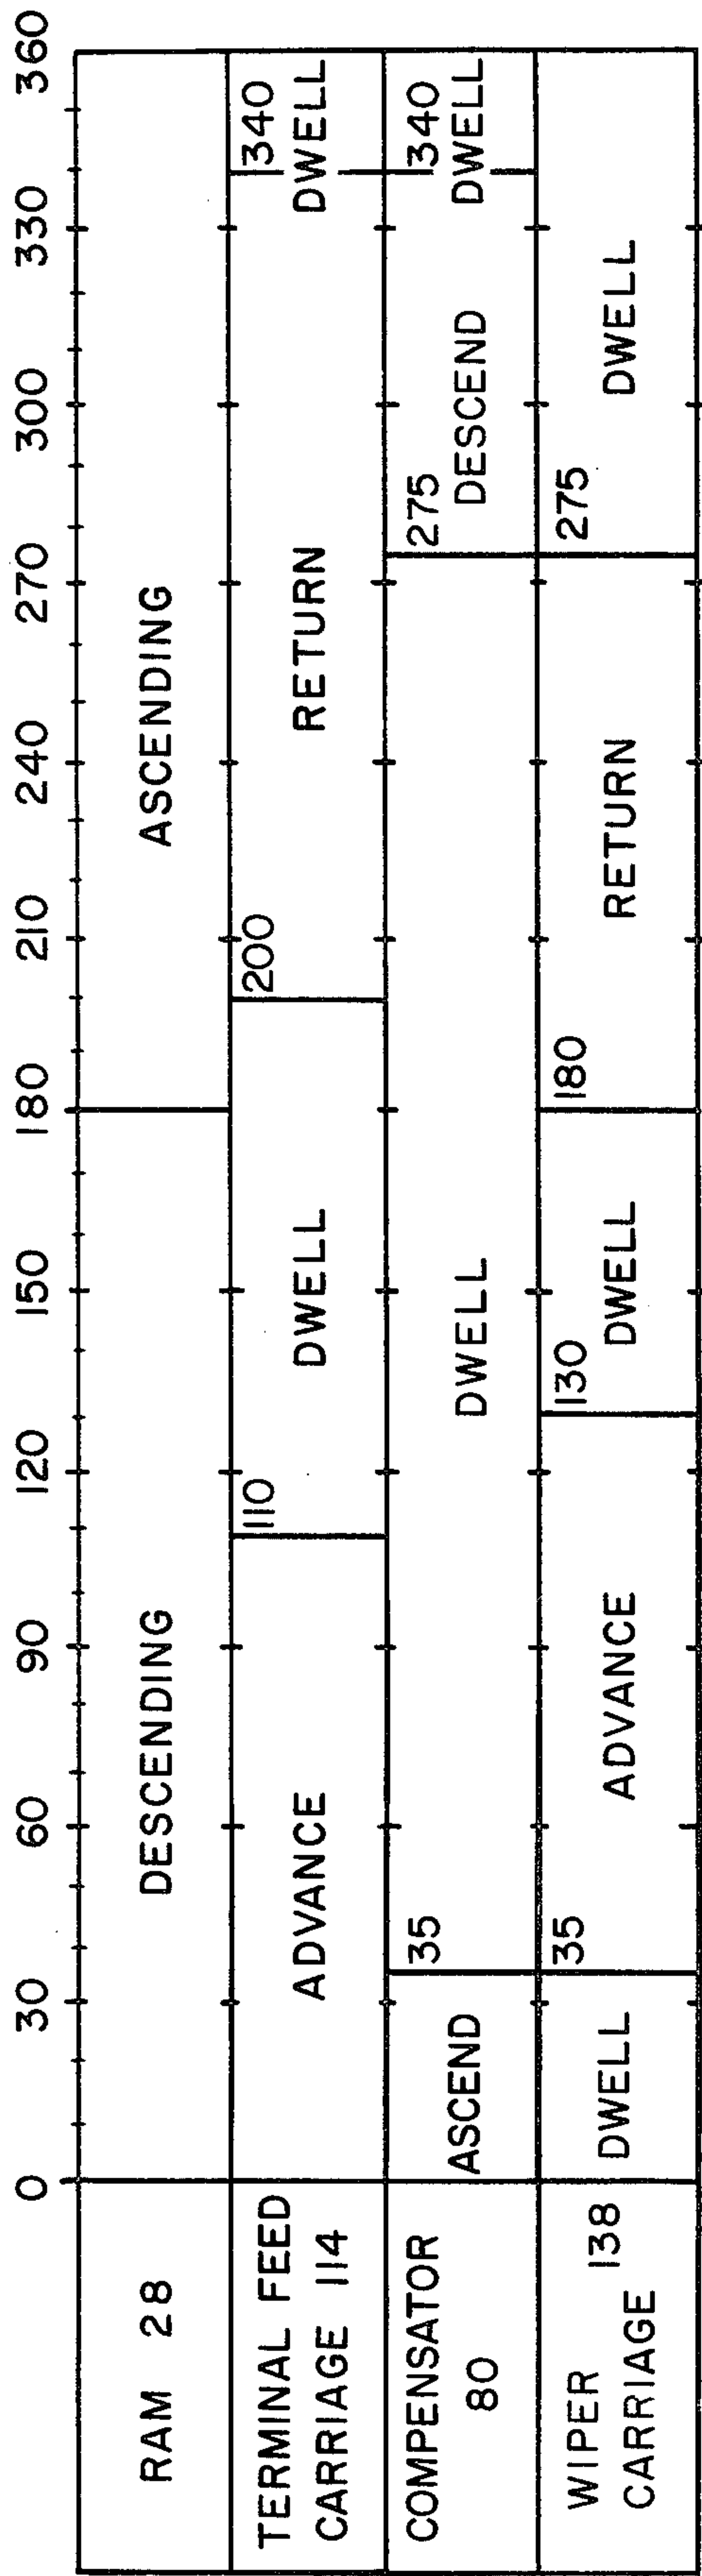 0 30 60 90 120 150 180 210 240 270 300 330 360
RAM 28
DESCENDING
ASCENDING
TERMINAL FEED
CARRIAGE 114
ADVANCE
110
DWELL
200
RETURN
340
DWELL
COMPENSATOR
80
ASCEND
35
DWELL
275
DESCEND
340
DWELL
WIPER
CARRIAGE 138
DWELL
35
ADVANCE
130
DWELL
180
RETURN
275
DWELL